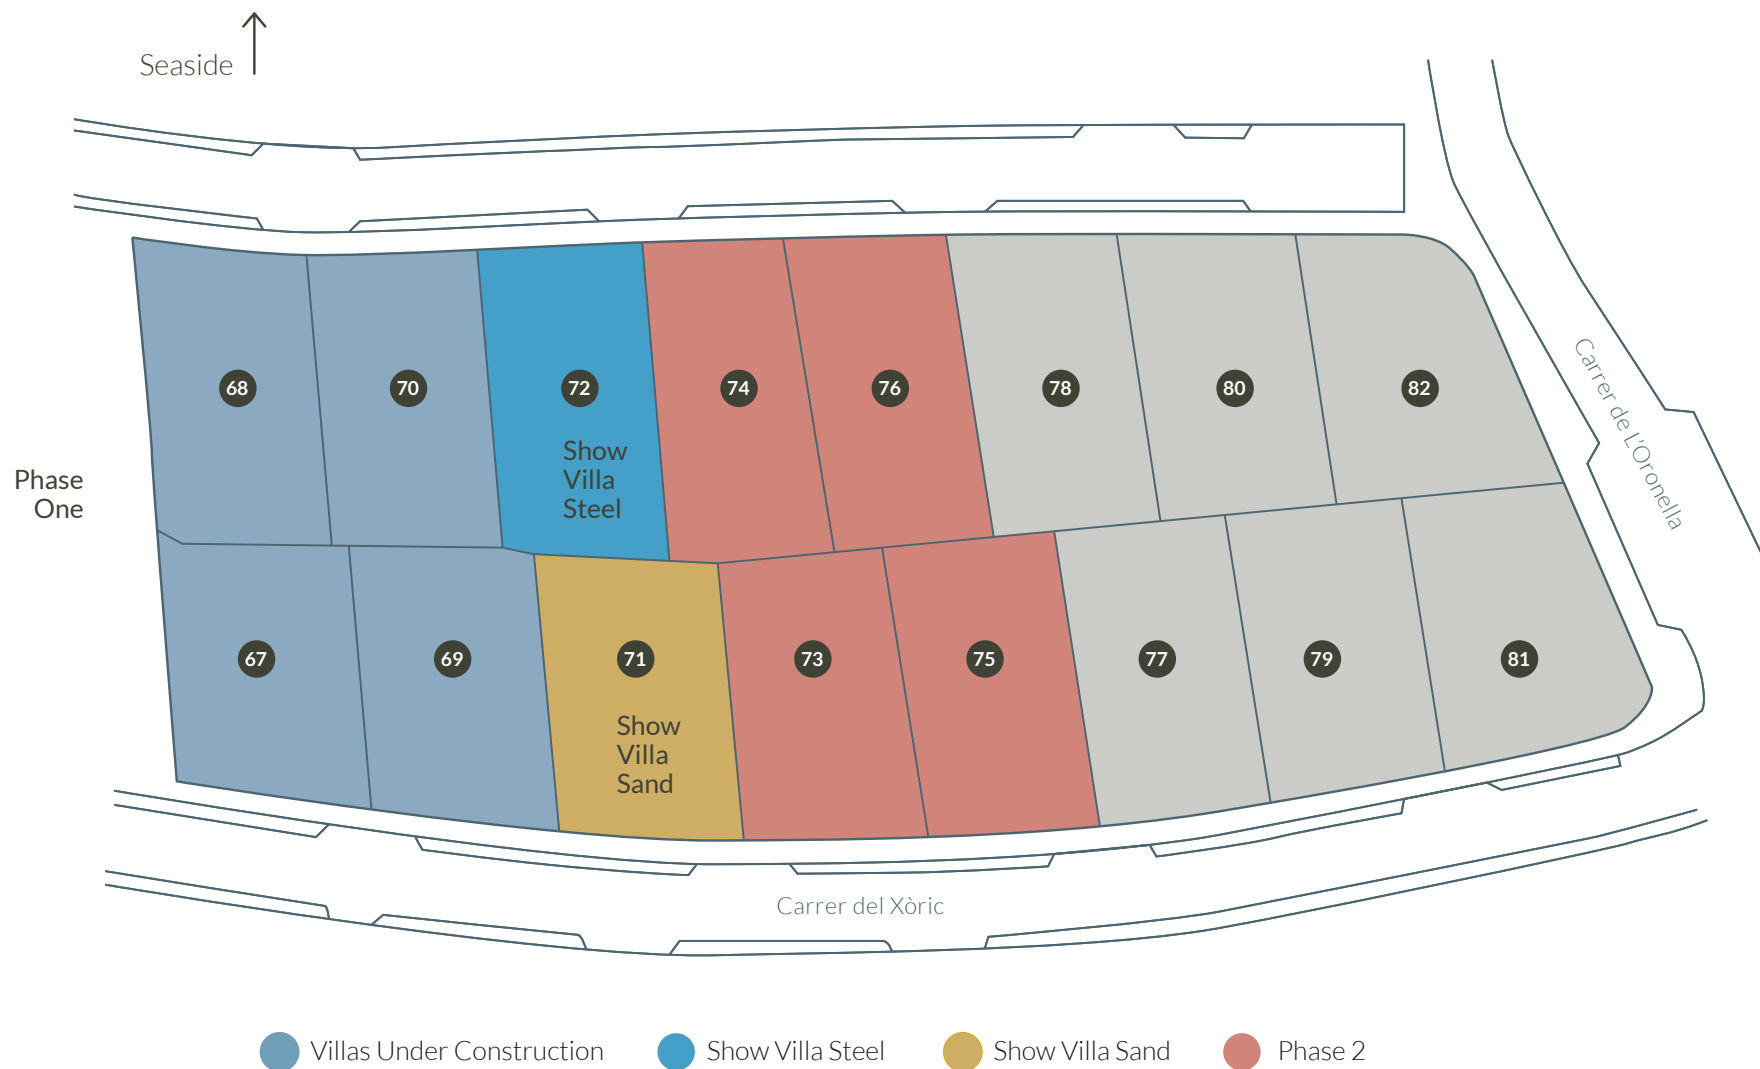 Seaside
68
70
72
74
76
78
80
82
Show
Villa
Steel
Phase
One
Carrer de L'Oronella
67
69
71
73
75
77
79
81
Show
Villa
Sand
Carrer del Xòric
Villas Under Construction
Show Villa Steel
Show Villa Sand
Phase 2